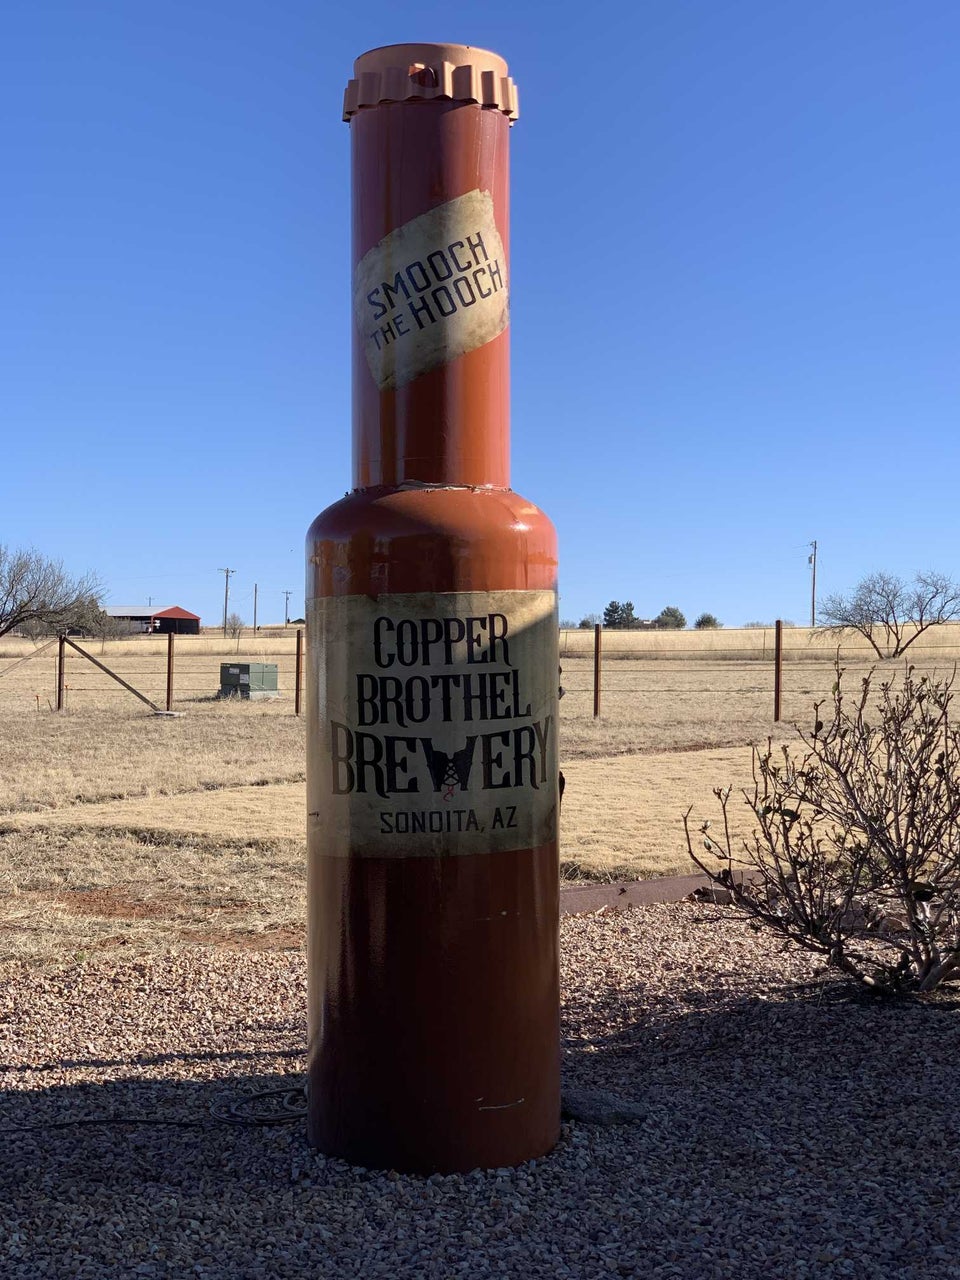 SMOOCH
THE HOOCH
COPPER
BROTHEL
BREWERY
SONOITA, AZ